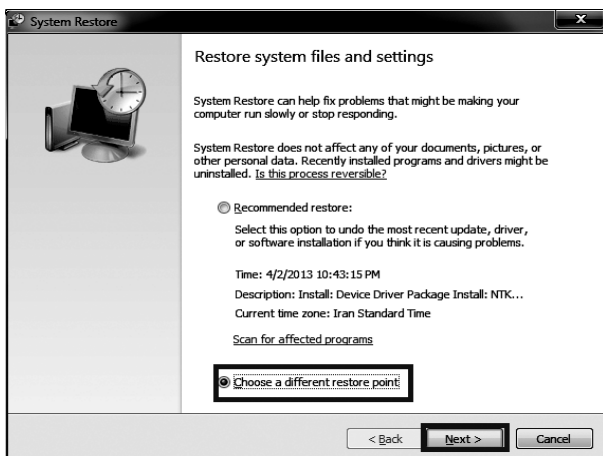 System Restore
Restore system files and settings
System Restore can help fix problems that might be making your
computer run slowly or stop responding.
System Restore does not affect any of your documents, pictures, or
other personal data. Recently installed programs and drivers might be
uninstalled. Is this process reversible?
Recommended restore:
Select this option to undo the most recent update, driver,
or software installation if you think it is causing problems.
Time: 4/2/2013 10:43:15 PM
Description: Install: Device Driver Package Install: NTK...
Current time zone: Iran Standard Time
Scan for affected programs
Choose a different restore point
< Back Next > Cancel